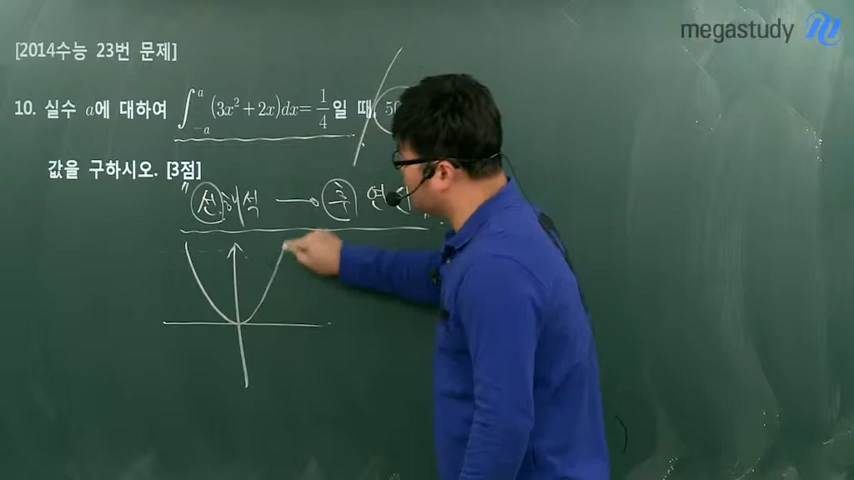 megastudy
[2014수능 23번 문제]
10. 실수 a에 대하여 ∫_{-a}^{a} (3x² + 2x)dx = 1/4 일 때, 50
값을 구하시오. [3점]
"선해석 → 후 연